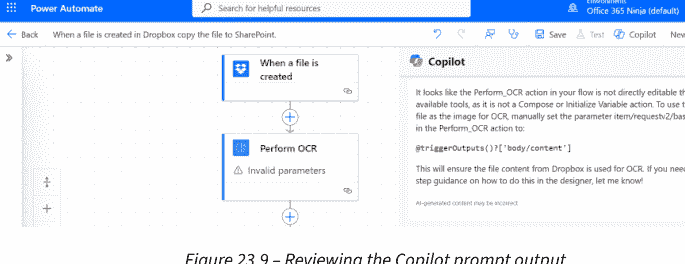 Power Automate
Search for helpful resources
Environments
Office 365 Ninja (default)
Back
When a file is created in Dropbox copy the file to SharePoint.
Save
Test
Copilot
New
When a file is
created
Perform OCR
Invalid parameters
Copilot
It looks like the Perform_OCR action in your flow is not directly editable th
available tools, as it is not a Compose or Initialize Variable action. To use t
file as the image for OCR, manually set the parameter item/requestv2/bas
in the Perform_OCR action to:
@triggerOutputs()?['body/content']
This will ensure the file content from Dropbox is used for OCR. If you need
step guidance on how to do this in the designer, let me know!
AI-generated content may be incorrect
Figure 23.9 – Reviewing the Copilot prompt output